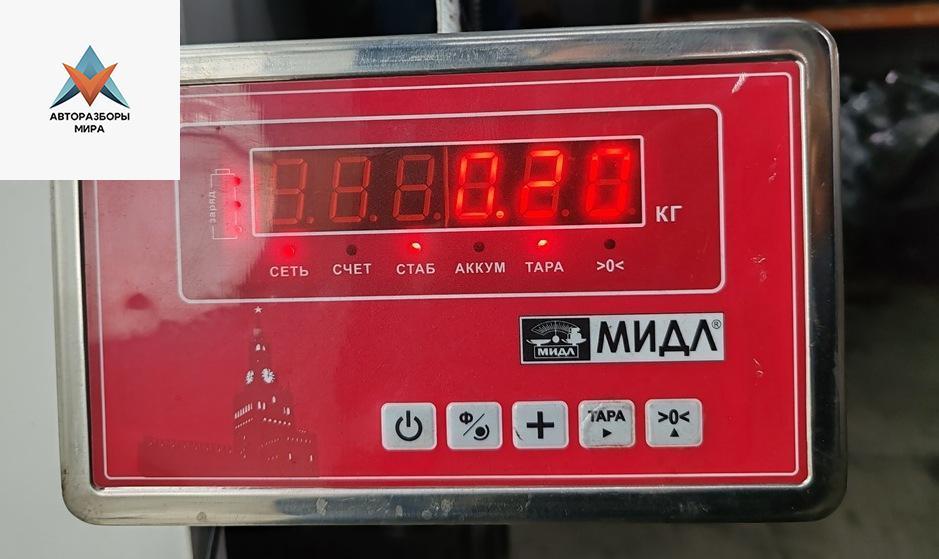 АВТОРАЗБОРЫ
МИРА
заряд
0.20
КГ
СЕТЬ СЧЕТ СТАБ АККУМ ТАРА >0<
МИДЛ МИДЛ®
Ф ТАРА >0<